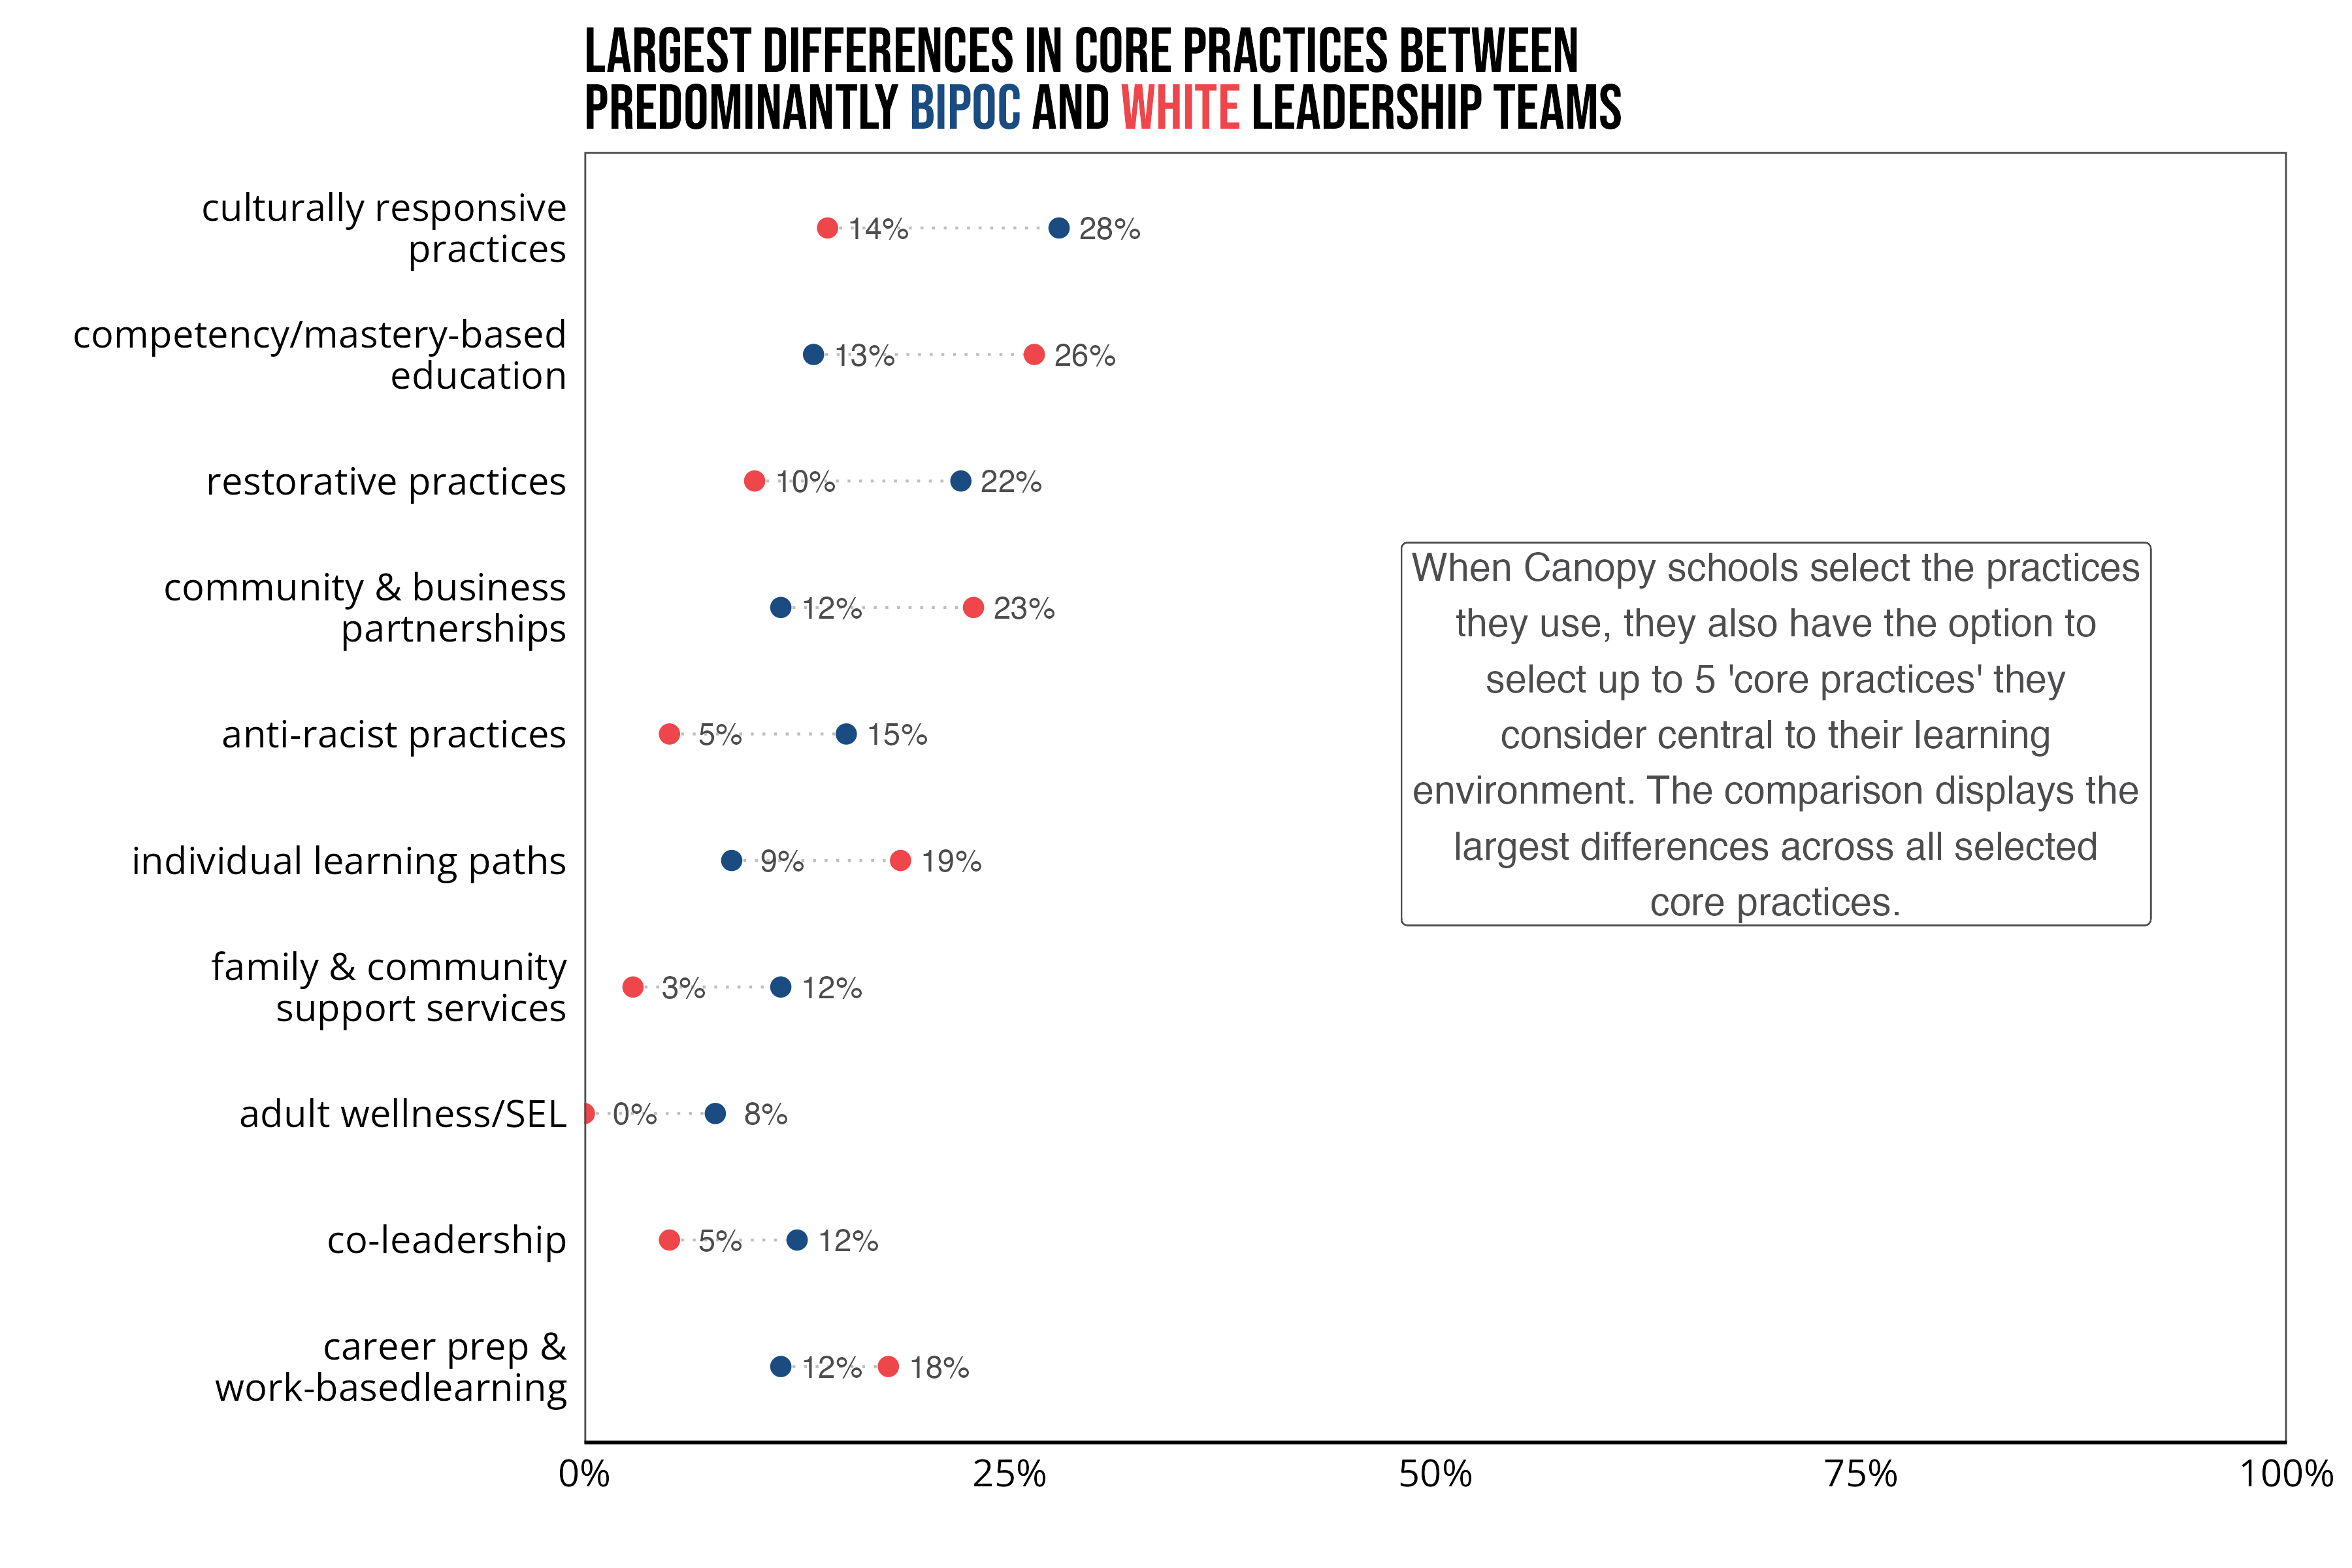 LARGEST DIFFERENCES IN CORE PRACTICES BETWEEN
PREDOMINANTLY BIPOC AND WHITE LEADERSHIP TEAMS
culturally responsive
practices
14%
28%
competency/mastery-based
education
13%
26%
restorative practices
10%
22%
community & business
partnerships
12%
23%
anti-racist practices
5%
15%
individual learning paths
9%
19%
family & community
support services
3%
12%
adult wellness/SEL
0%
8%
co-leadership
5%
12%
career prep &
work-basedlearning
12%
18%
When Canopy schools select the practices
they use, they also have the option to
select up to 5 'core practices' they
consider central to their learning
environment. The comparison displays the
largest differences across all selected
core practices.
0%
25%
50%
75%
100%